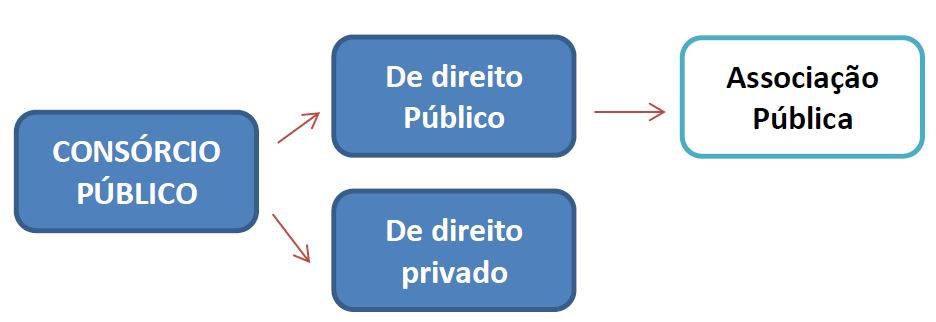 CONSÓRCIO
PÚBLICO
De direito
Público
Associação
Pública
De direito
privado